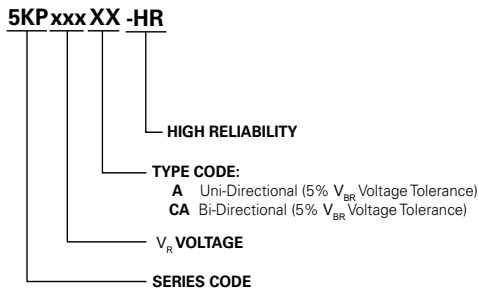 5KPxxxXX-HR
HIGH RELIABILITY
TYPE CODE:
A Uni-Directional (5% VBR Voltage Tolerance)
CA Bi-Directional (5% VBR Voltage Tolerance)
VR VOLTAGE
SERIES CODE